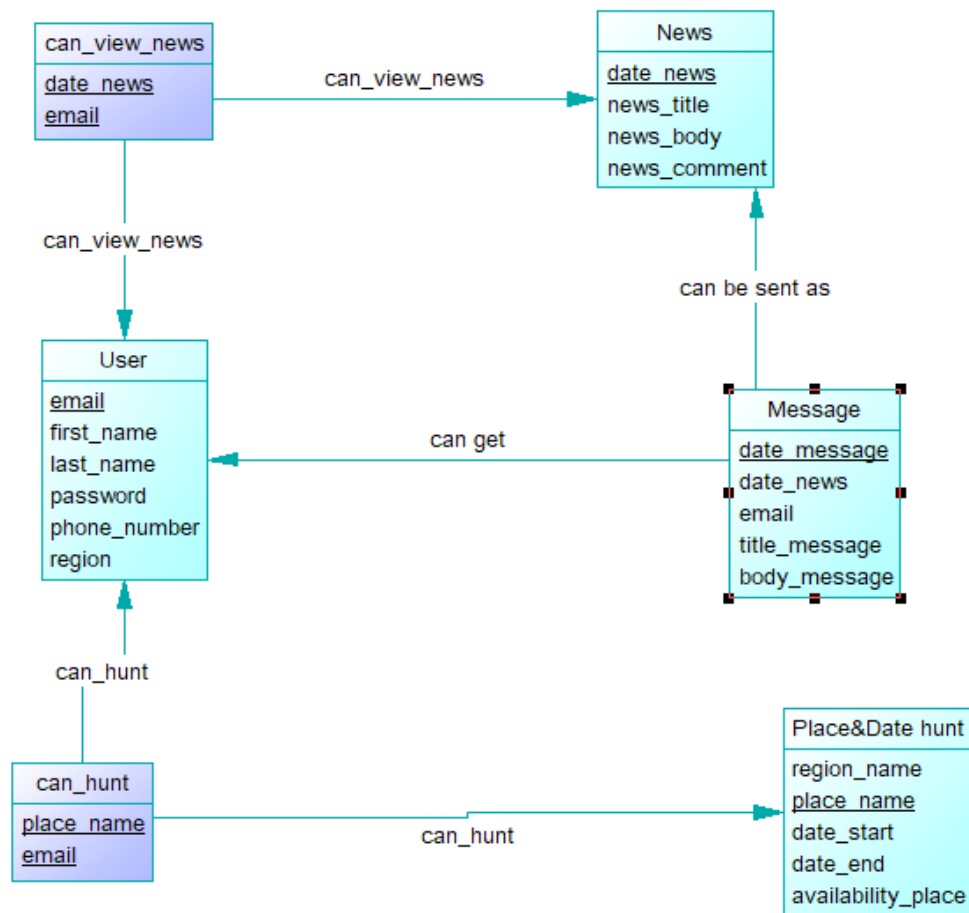 can_view_news
date_news
email
can_view_news
News
date_news
news_title
news_body
news_comment
can_view_news
can be sent as
User
email
first_name
last_name
password
phone_number
region
can get
Message
date_message
date_news
email
title_message
body_message
can_hunt
can_hunt
place_name
email
can_hunt
Place&Date hunt
region_name
place_name
date_start
date_end
availability_place